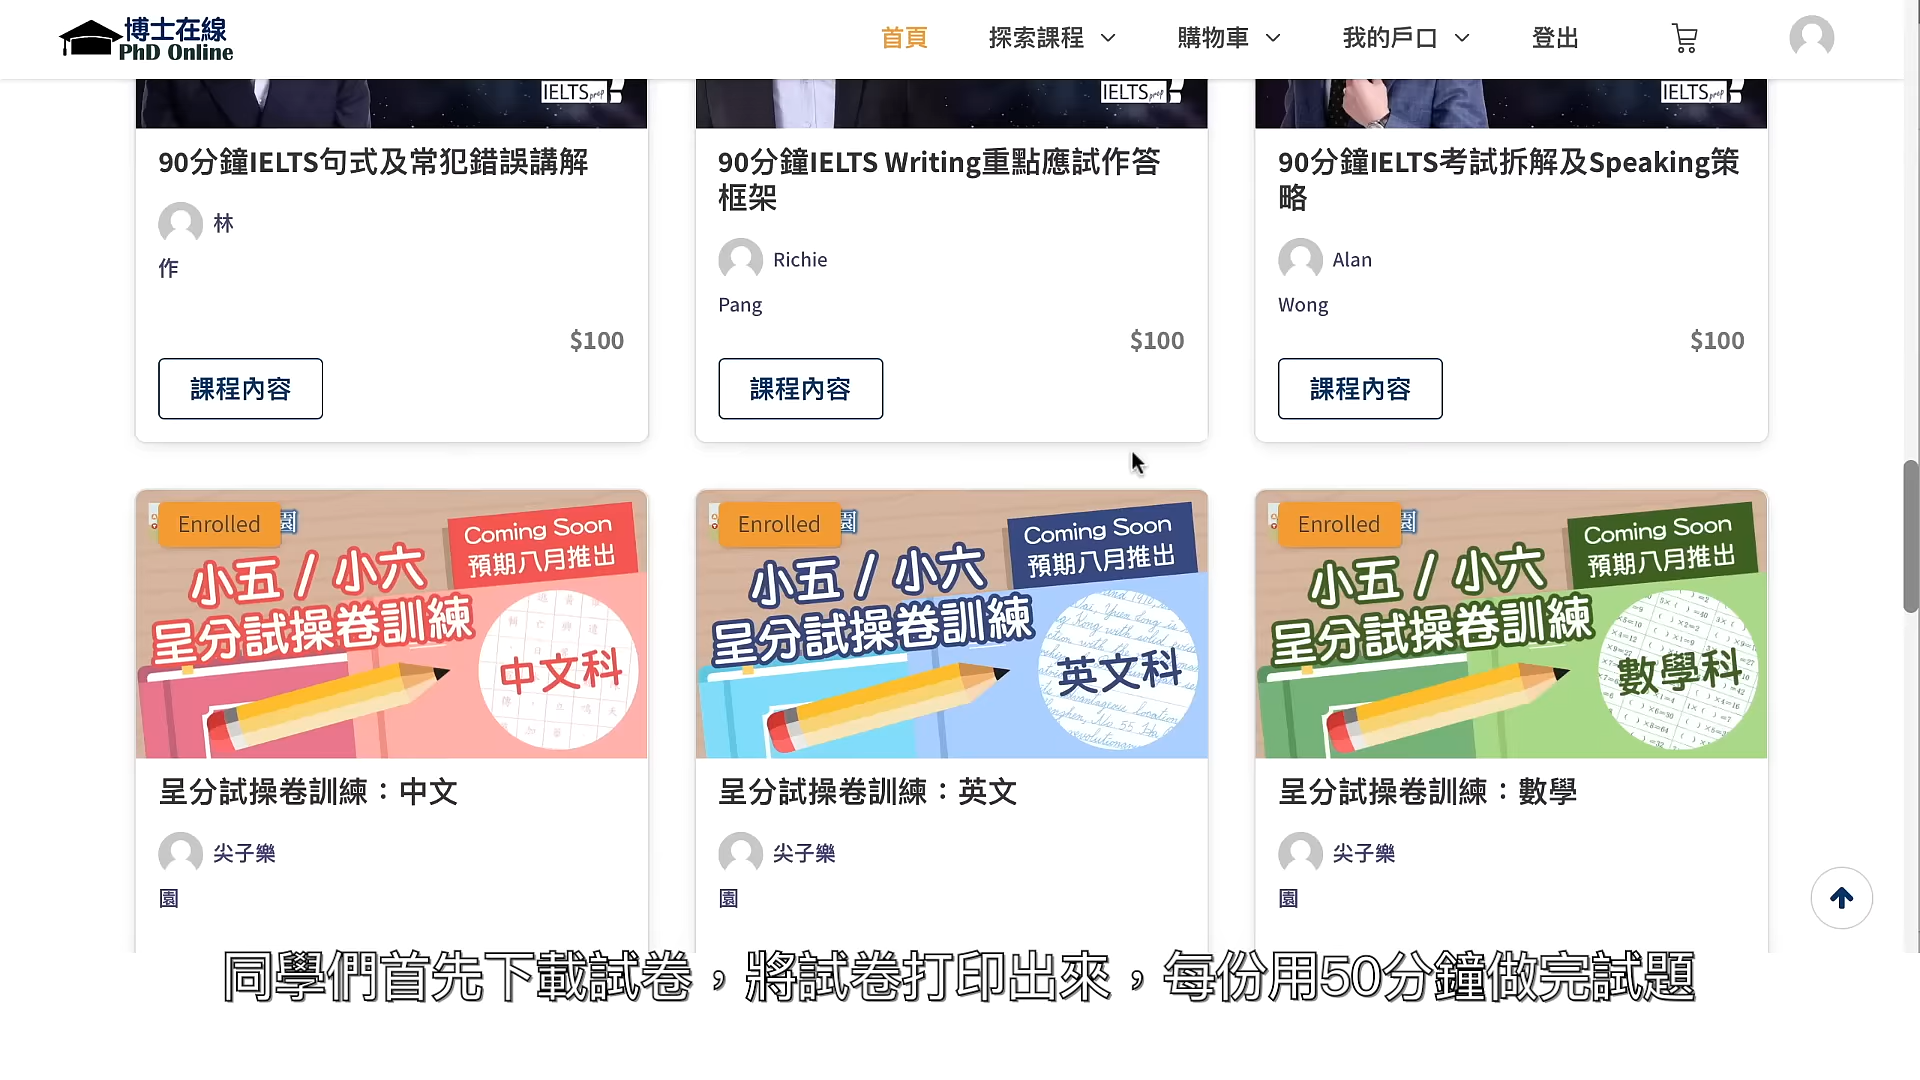 博士在線
PhD Online
首頁
探索課程
購物車
我的戶口
登出
IELTS prep
IELTS prep
IELTS prep
90分鐘IELTS句式及常犯錯誤講解
林
作
$100
課程內容
90分鐘IELTS Writing重點應試作答
框架
Richie
Pang
$100
課程內容
90分鐘IELTS考試拆解及Speaking策
略
Alan
Wong
$100
課程內容
Enrolled
園
Coming Soon
預期八月推出
小五 / 小六
呈分試操卷訓練
中文科
呈分試操卷訓練：中文
尖子樂
園
Enrolled
園
Coming Soon
預期八月推出
小五 / 小六
呈分試操卷訓練
英文科
呈分試操卷訓練：英文
尖子樂
園
Enrolled
園
Coming Soon
預期八月推出
小五 / 小六
呈分試操卷訓練
數學科
呈分試操卷訓練：數學
尖子樂
園
同學們首先下載試卷，將試卷打印出來，每份用50分鐘做完試題